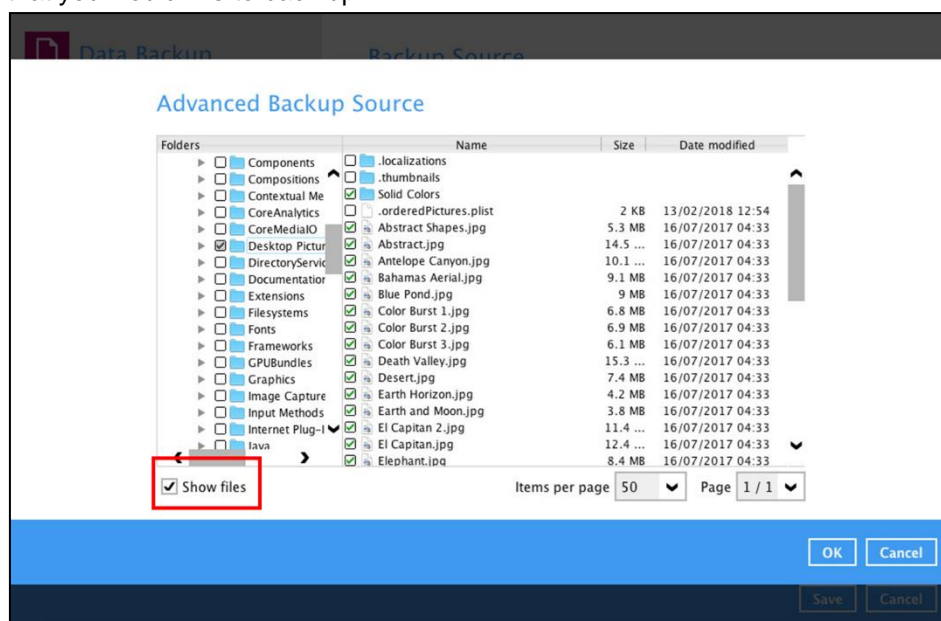 Data Backup Backup Source
Advanced Backup Source
Folders Name Size Date modified
Components .localizations
Compositions .thumbnails
Contextual Me Solid Colors
CoreAnalytics .orderedPictures.plist 2 KB 13/02/2018 12:54
CoreMediaIO Abstract Shapes.jpg 5.3 MB 16/07/2017 04:33
Desktop Pictur Abstract.jpg 14.5 ... 16/07/2017 04:33
DirectoryServic Antelope Canyon.jpg 10.1 ... 16/07/2017 04:33
Documentation Bahamas Aerial.jpg 9.1 MB 16/07/2017 04:33
Extensions Blue Pond.jpg 9 MB 16/07/2017 04:33
Filesystems Color Burst 1.jpg 6.8 MB 16/07/2017 04:33
Fonts Color Burst 2.jpg 6.9 MB 16/07/2017 04:33
Frameworks Color Burst 3.jpg 6.1 MB 16/07/2017 04:33
GPUBundles Death Valley.jpg 15.3 ... 16/07/2017 04:33
Graphics Desert.jpg 7.4 MB 16/07/2017 04:33
Image Capture Earth Horizon.jpg 4.2 MB 16/07/2017 04:33
Input Methods Earth and Moon.jpg 3.8 MB 16/07/2017 04:33
Internet Plug-I El Capitan 2.jpg 11.4 ... 16/07/2017 04:33
Java El Capitan.jpg 12.4 ... 16/07/2017 04:33
Elephant.jpg 8.4 MB 16/07/2017 04:33
Show files Items per page 50 Page 1 / 1
OK Cancel
Save Cancel